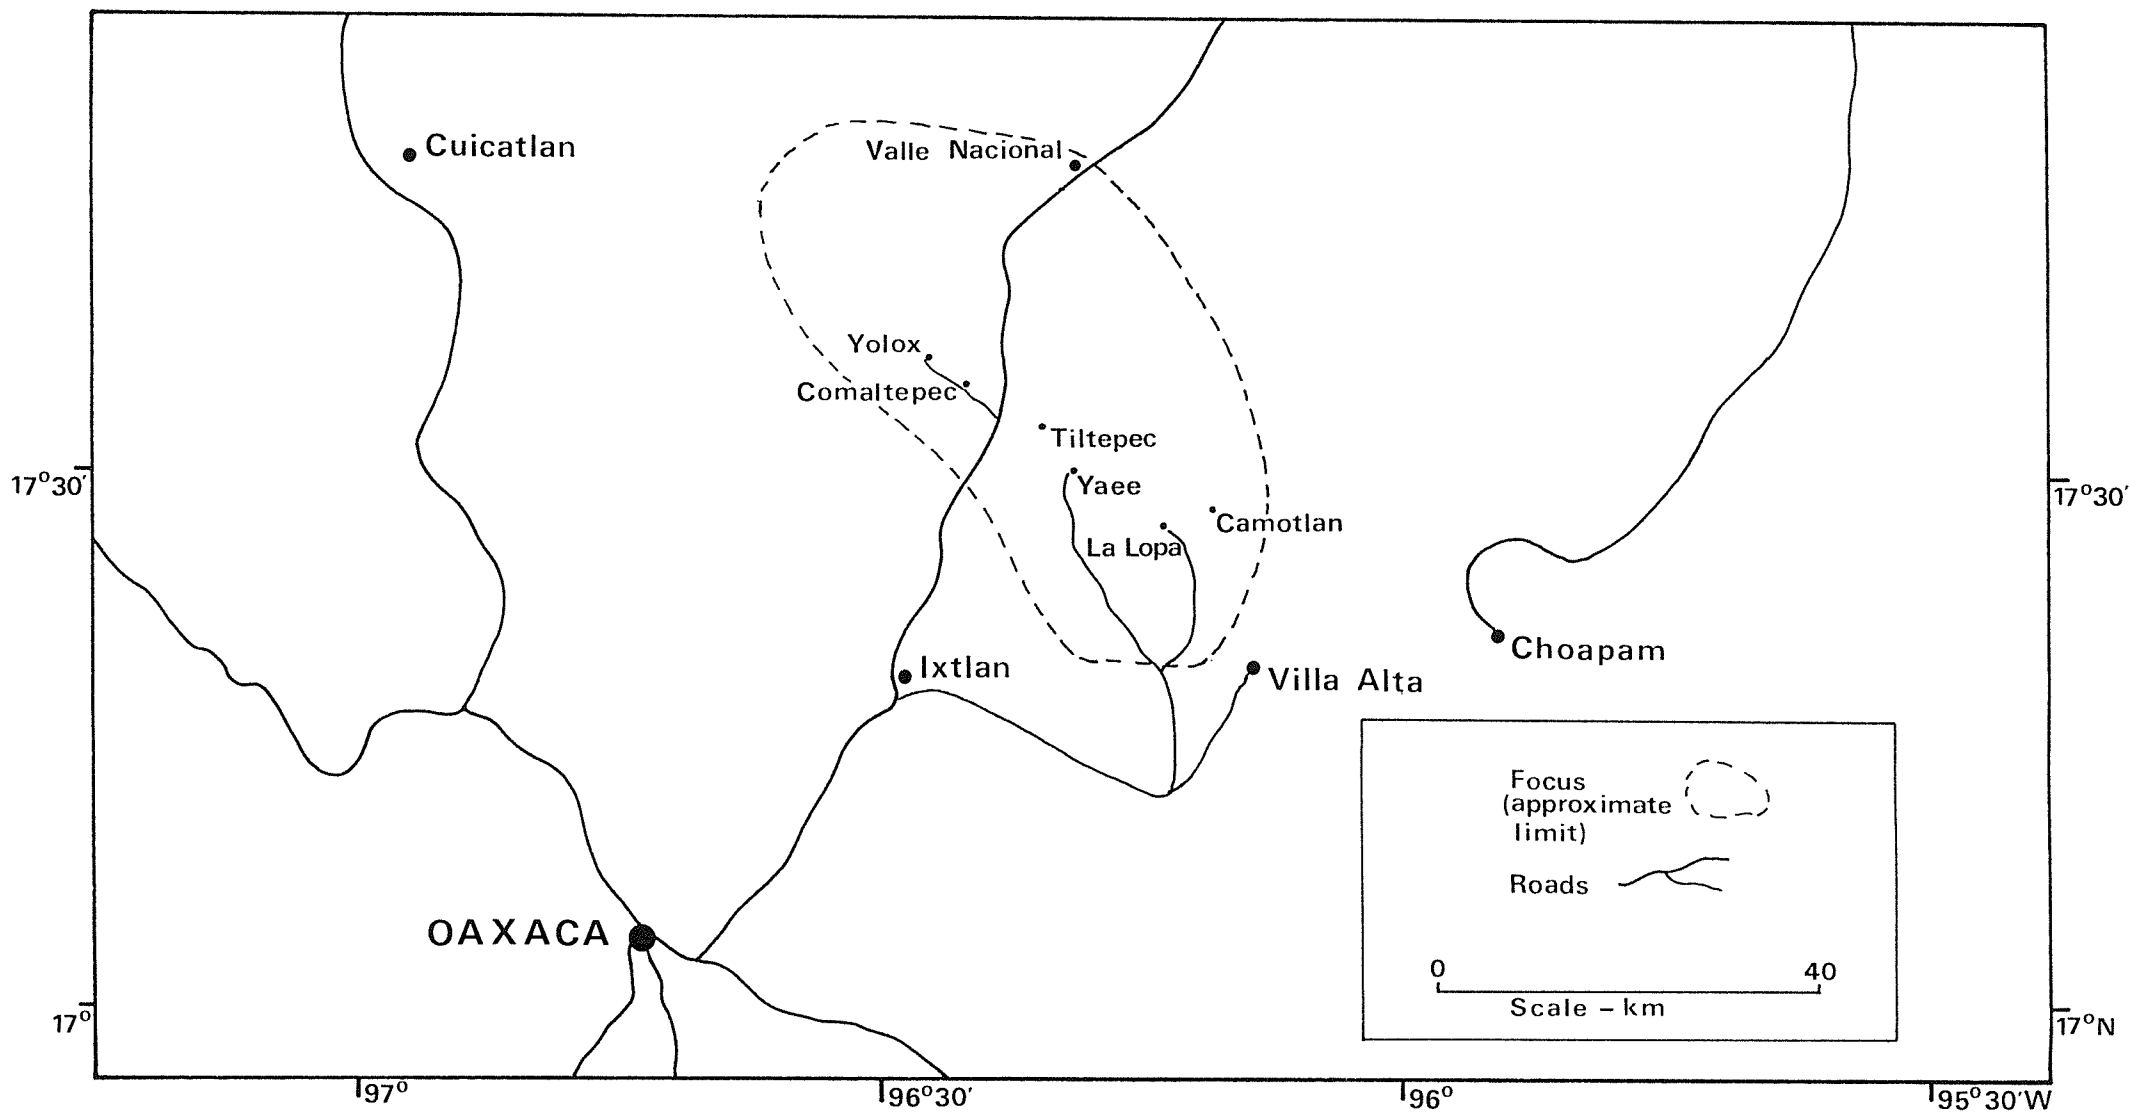 Cuicatlan
Valle Nacional
Yolox
Comaltepec
Tiltepec
17°30'
Yaee
17°30'
Camotlan
La Lopa
Choapam
Ixtlan
Villa Alta
Focus
(approximate
limit)
Roads
OAXACA
0 40
Scale – km
17°
17°N
97°
96°30'
96°
95°30'W